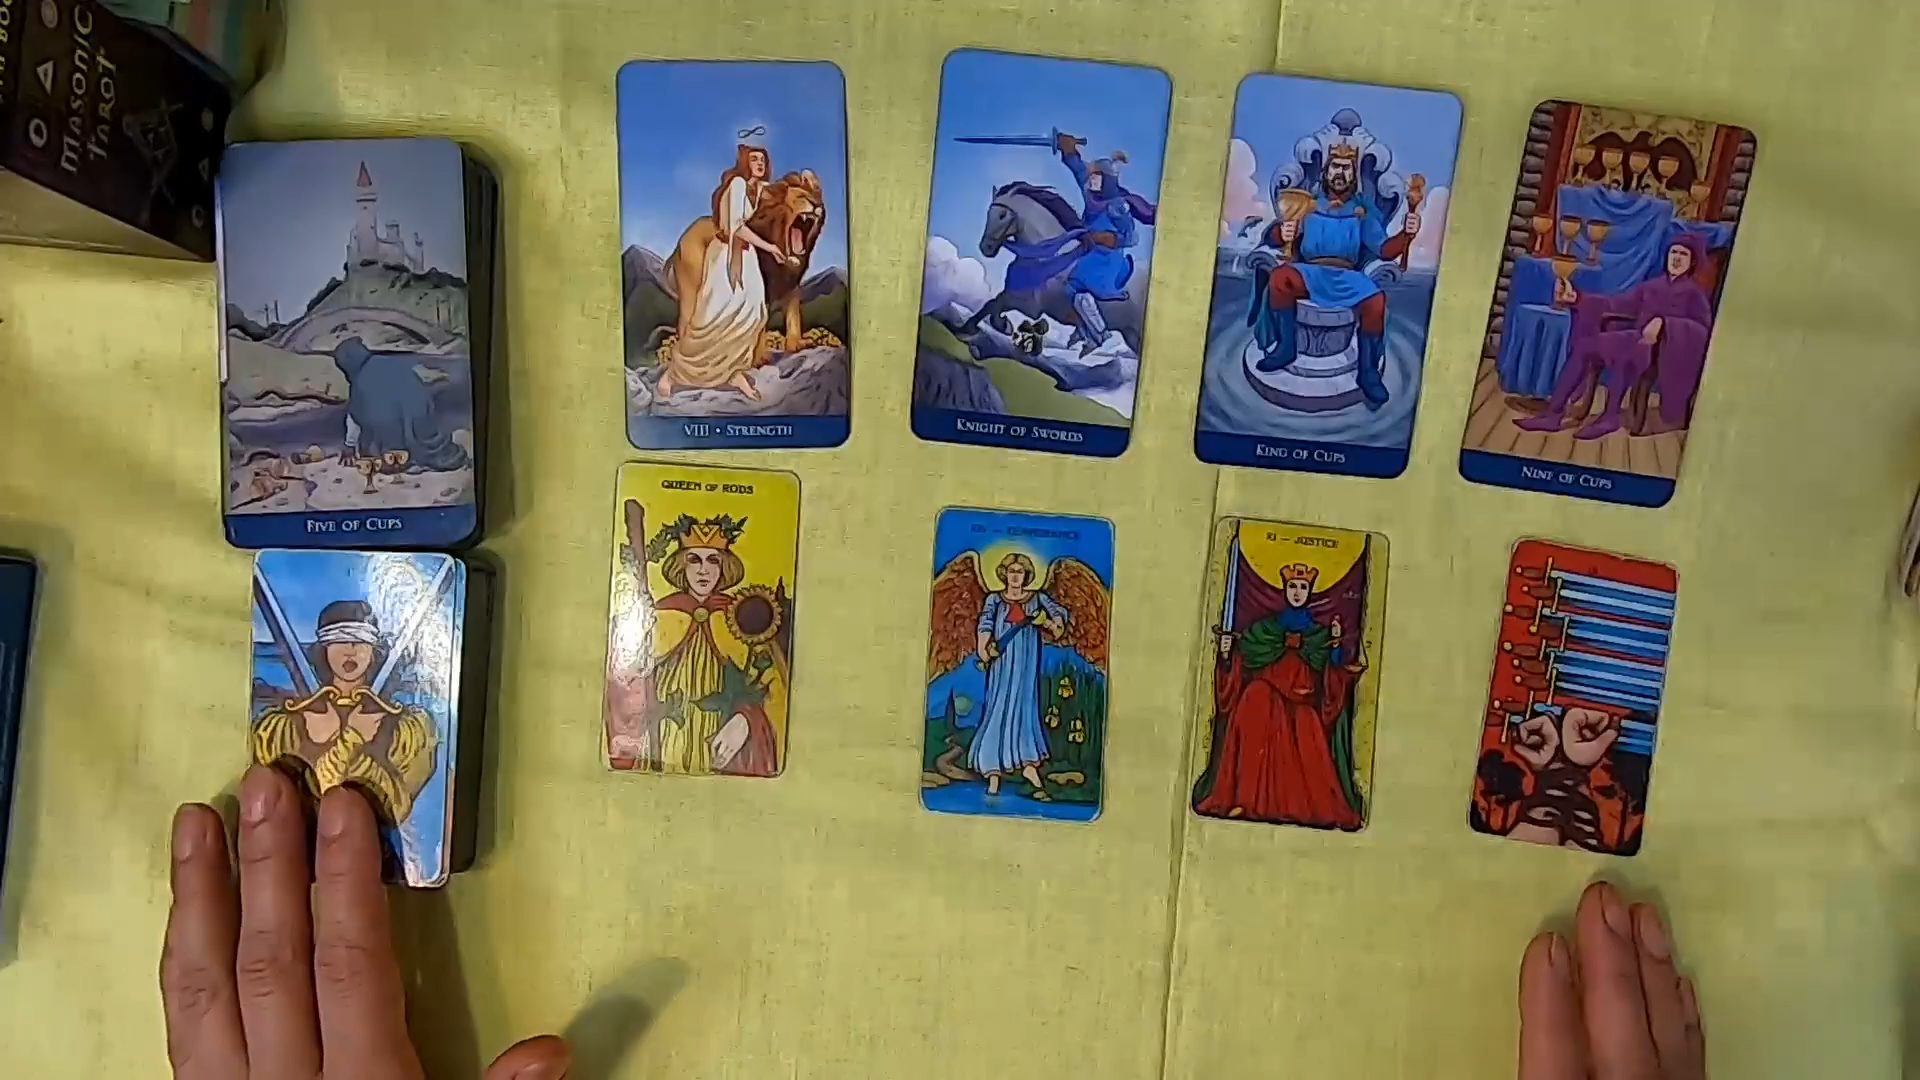 MASONIC
TAROT
FIVE OF CUPS
VIII • STRENGTH
KNIGHT OF SWORDS
KING OF CUPS
NINE OF CUPS
QUEEN OF RODS
XIV — TEMPERANCE
XI — JUSTICE